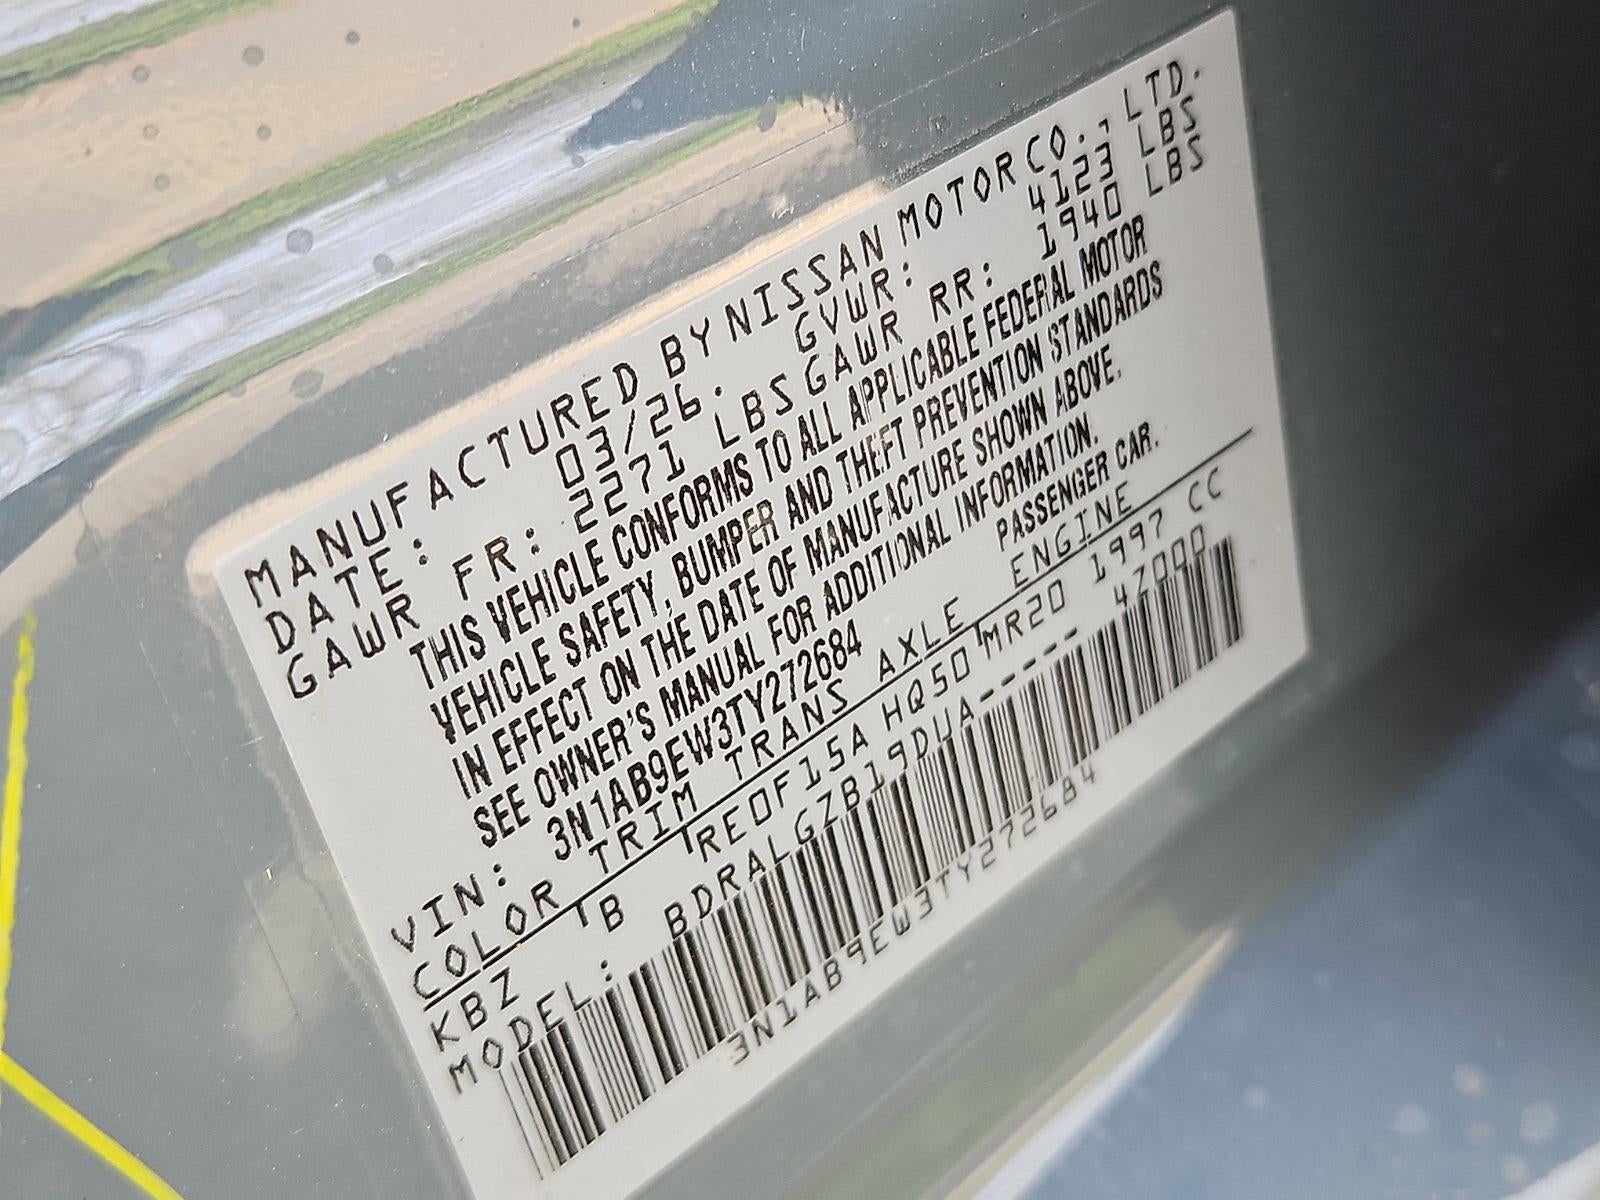 MANUFACTURED BY NISSAN MOTOR CO., LTD.
DATE: 03/26. GVWR: 4123 LBS
GAWR FR: 2271 LBS GAWR RR: 1940 LBS
THIS VEHICLE CONFORMS TO ALL APPLICABLE FEDERAL MOTOR
VEHICLE SAFETY, BUMPER AND THEFT PREVENTION STANDARDS
IN EFFECT ON THE DATE OF MANUFACTURE SHOWN ABOVE.
SEE OWNER'S MANUAL FOR ADDITIONAL INFORMATION.
VIN: 3N1AB9EW3TY272684 PASSENGER CAR.
COLOR TRIM TRANS AXLE ENGINE
KBZ B RE0F15A HQ50 MR20 1997 CC
MODEL: BDRALGZB19DUA----- 4Z000
3N1AB9EW3TY272684